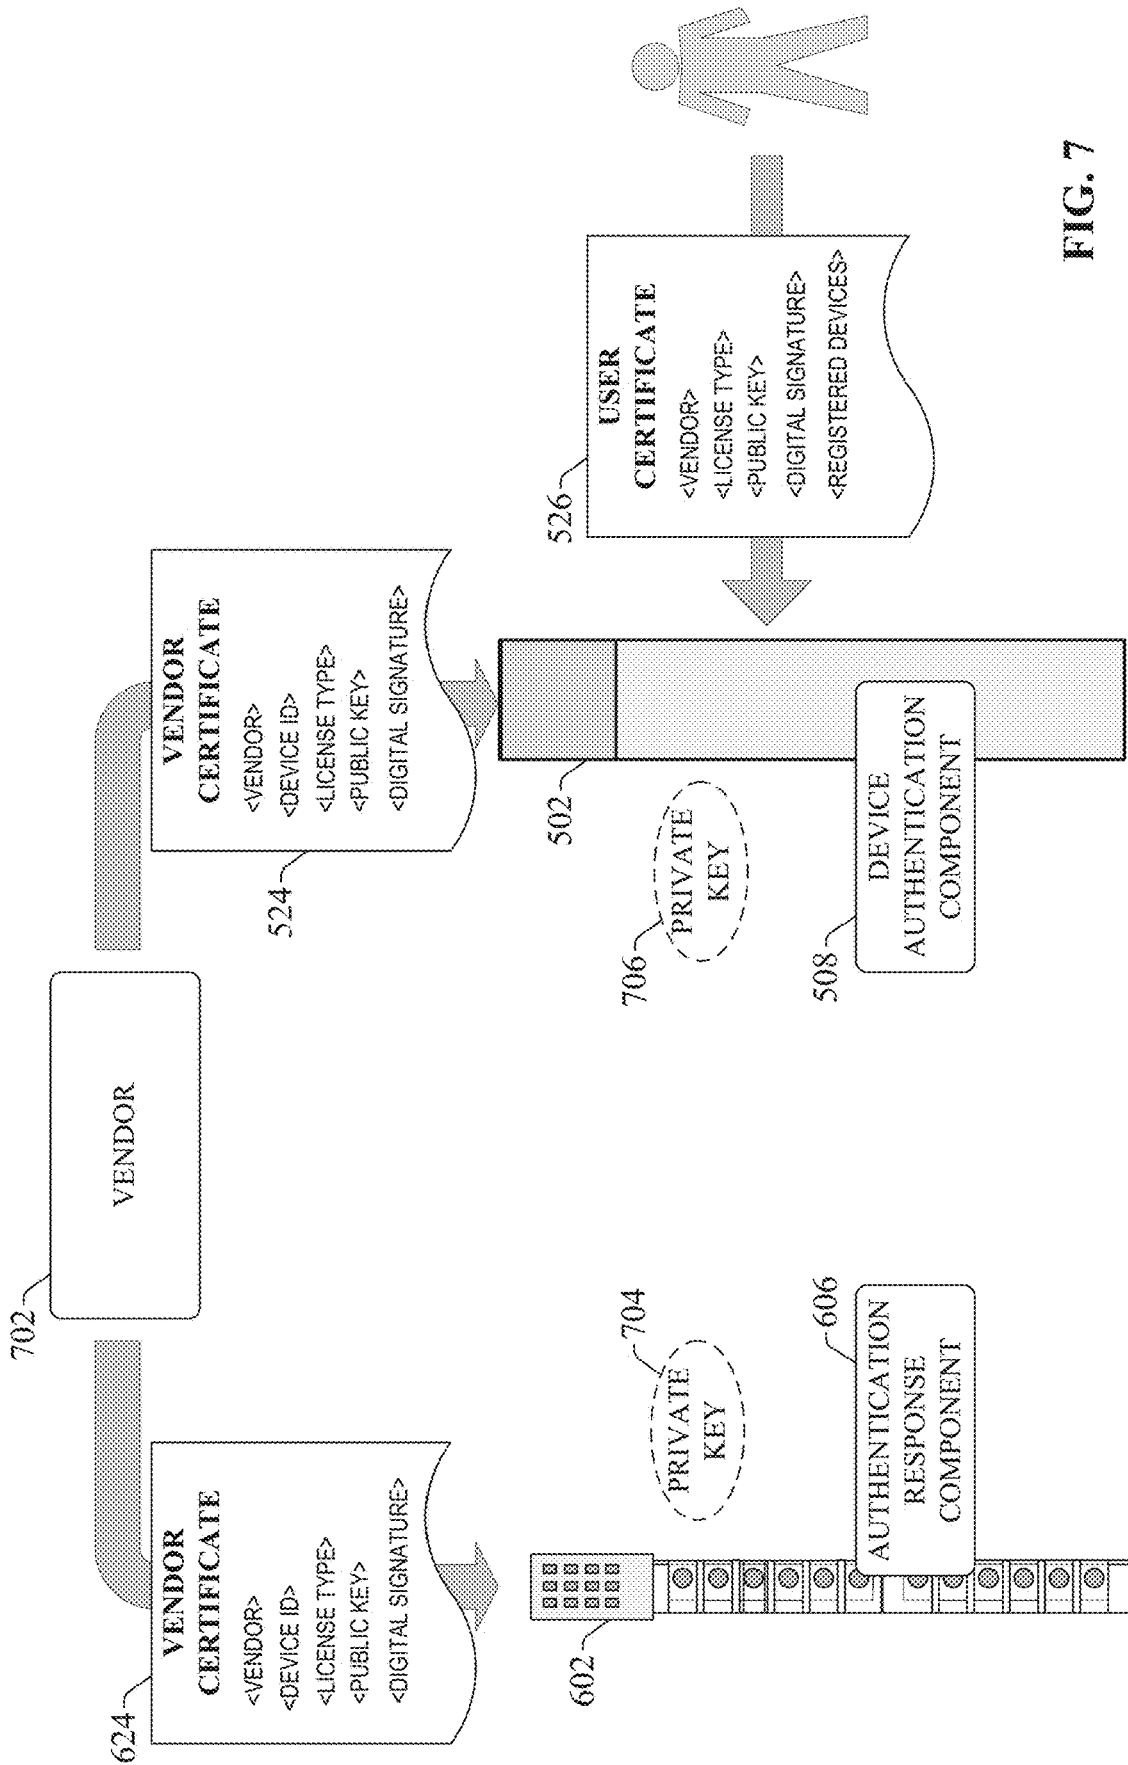 702
VENDOR
624
VENDOR
CERTIFICATE
<VENDOR>
<DEVICE ID>
<LICENSE TYPE>
<PUBLIC KEY>
<DIGITAL SIGNATURE>
524
VENDOR
CERTIFICATE
<VENDOR>
<DEVICE ID>
<LICENSE TYPE>
<PUBLIC KEY>
<DIGITAL SIGNATURE>
602
704
PRIVATE
KEY
606
AUTHENTICATION
RESPONSE
COMPONENT
502
706
PRIVATE
KEY
508
DEVICE
AUTHENTICATION
COMPONENT
526
USER
CERTIFICATE
<VENDOR>
<LICENSE TYPE>
<PUBLIC KEY>
<DIGITAL SIGNATURE>
<REGISTERED DEVICES>
FIG. 7